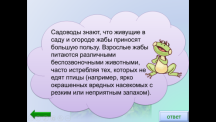 Садоводы знают, что живущие в
саду и огороде жабы приносят
большую пользу. Взрослые жабы
питаются различными
беспозвоночными животными,
часто истребляя тех, которых не
едят птицы (например, ярко
окрашенных вредных насекомых с
резким или неприятным запахом).
ответ